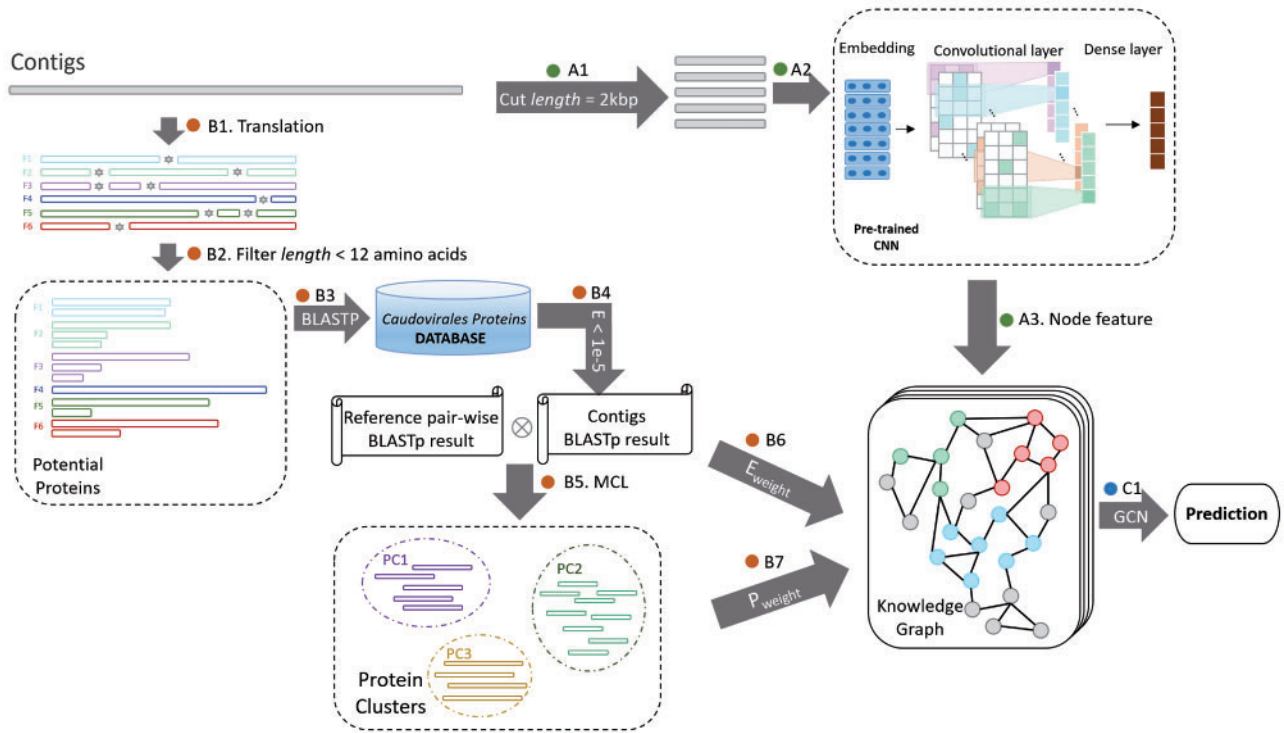 Contigs
A1
Cut length = 2kbp
A2
Embedding
Convolutional layer
Dense layer
...
...
...
...
Pre-trained
CNN
B1. Translation
F1
F2
F3
F4
F5
F6
B2. Filter length < 12 amino acids
F1
F2
F3
F4
F5
F6
Potential
Proteins
B3
BLASTP
Caudovirales Proteins
DATABASE
B4
E < 1e-5
A3. Node feature
Reference pair-wise
BLASTp result
Contigs
BLASTp result
B5. MCL
B6
E weight
B7
P weight
PC1
PC2
PC3
Protein
Clusters
Knowledge
Graph
C1
GCN
Prediction